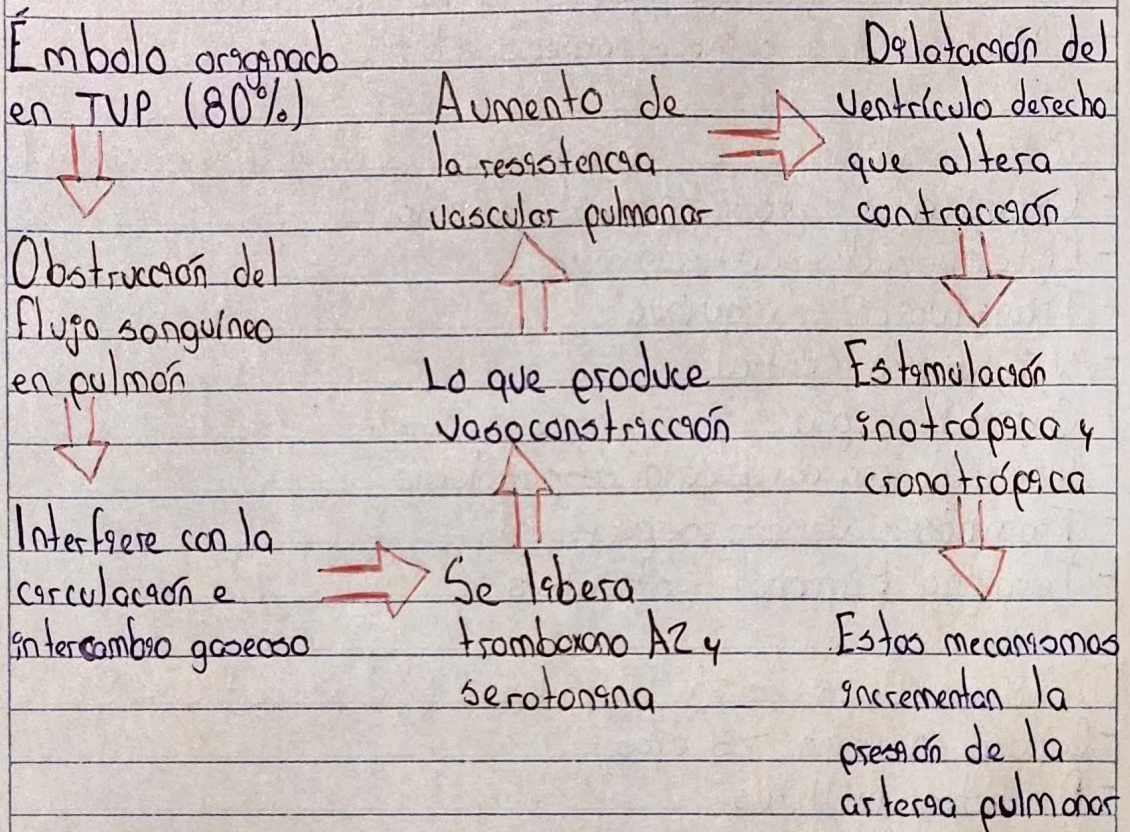 Émbolo originado
en TVP (80%)
Obstrucción del
flujo sanguíneo
en pulmón
Interfiere con la
circulación e
intercambio gaseoso
Se libera
tromboxano A2 y
serotonina
Lo que produce
vasoconstricción
Aumento de
la resistencia
vascular pulmonar
Dilatación del
ventrículo derecho
que altera
contracción
Estimulación
inotrópica y
cronotrópica
Estos mecanismos
incrementan la
presión de la
arteria pulmonar